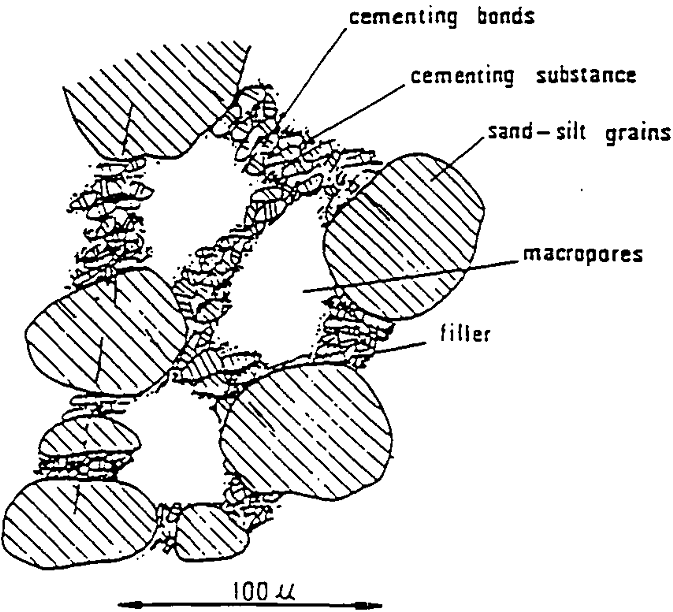 cementing bonds
cementing substance
sand-silt grains
macropores
filler
100 μ